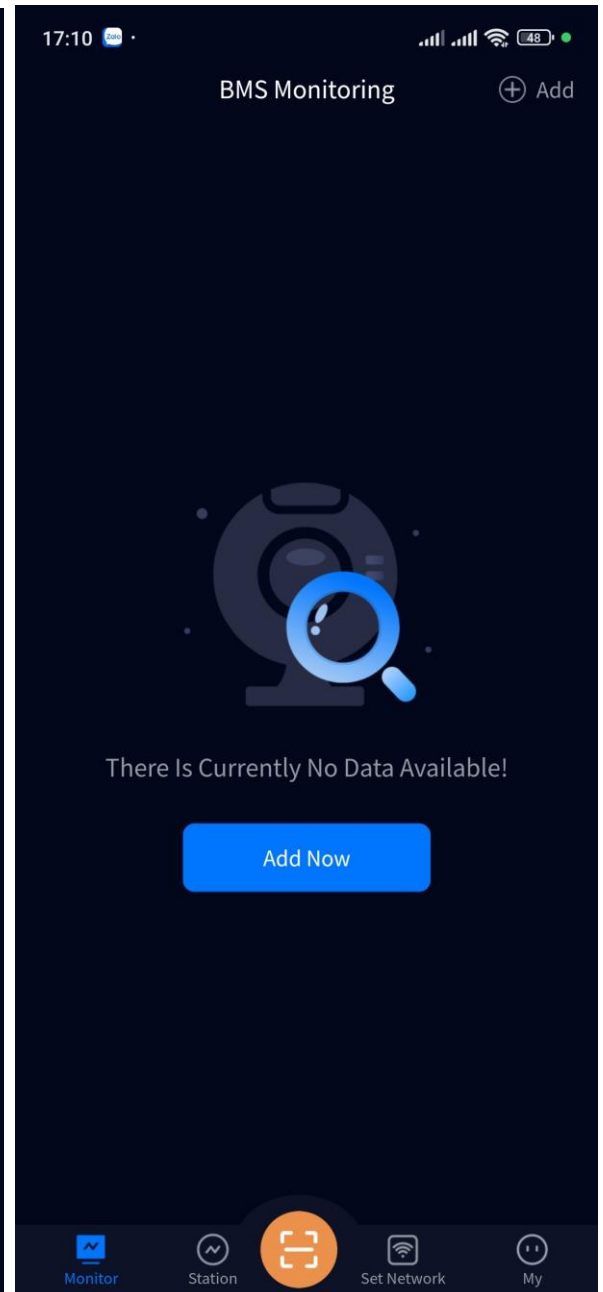 17:10 Zalo 48
BMS Monitoring Add
There Is Currently No Data Available!
Add Now
Monitor Station Set Network My